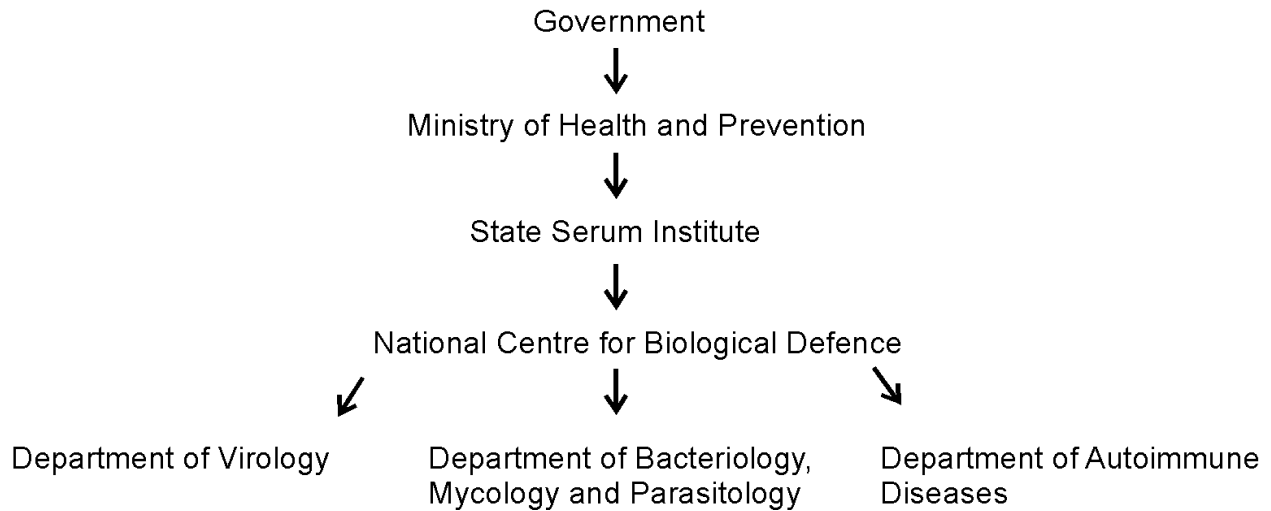 Government
Ministry of Health and Prevention
State Serum Institute
National Centre for Biological Defence
Department of Virology
Department of Bacteriology,
Mycology and Parasitology
Department of Autoimmune
Diseases